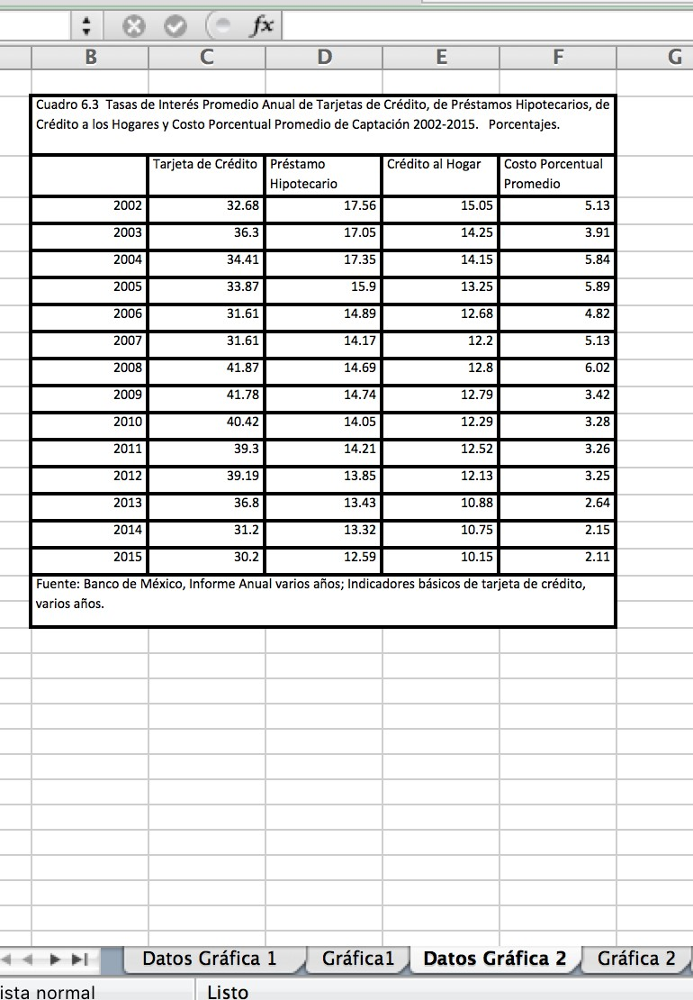 fx
B C D E F G
Cuadro 6.3 Tasas de Interés Promedio Anual de Tarjetas de Crédito, de Préstamos Hipotecarios, de
Crédito a los Hogares y Costo Porcentual Promedio de Captación 2002-2015. Porcentajes.
Tarjeta de Crédito Préstamo Crédito al Hogar Costo Porcentual
Hipotecario Promedio
2002 32.68 17.56 15.05 5.13
2003 36.3 17.05 14.25 3.91
2004 34.41 17.35 14.15 5.84
2005 33.87 15.9 13.25 5.89
2006 31.61 14.89 12.68 4.82
2007 31.61 14.17 12.2 5.13
2008 41.87 14.69 12.8 6.02
2009 41.78 14.74 12.79 3.42
2010 40.42 14.05 12.29 3.28
2011 39.3 14.21 12.52 3.26
2012 39.19 13.85 12.13 3.25
2013 36.8 13.43 10.88 2.64
2014 31.2 13.32 10.75 2.15
2015 30.2 12.59 10.15 2.11
Fuente: Banco de México, Informe Anual varios años; Indicadores básicos de tarjeta de crédito,
varios años.
Datos Gráfica 1 Gráfica1 Datos Gráfica 2 Gráfica 2
ista normal Listo